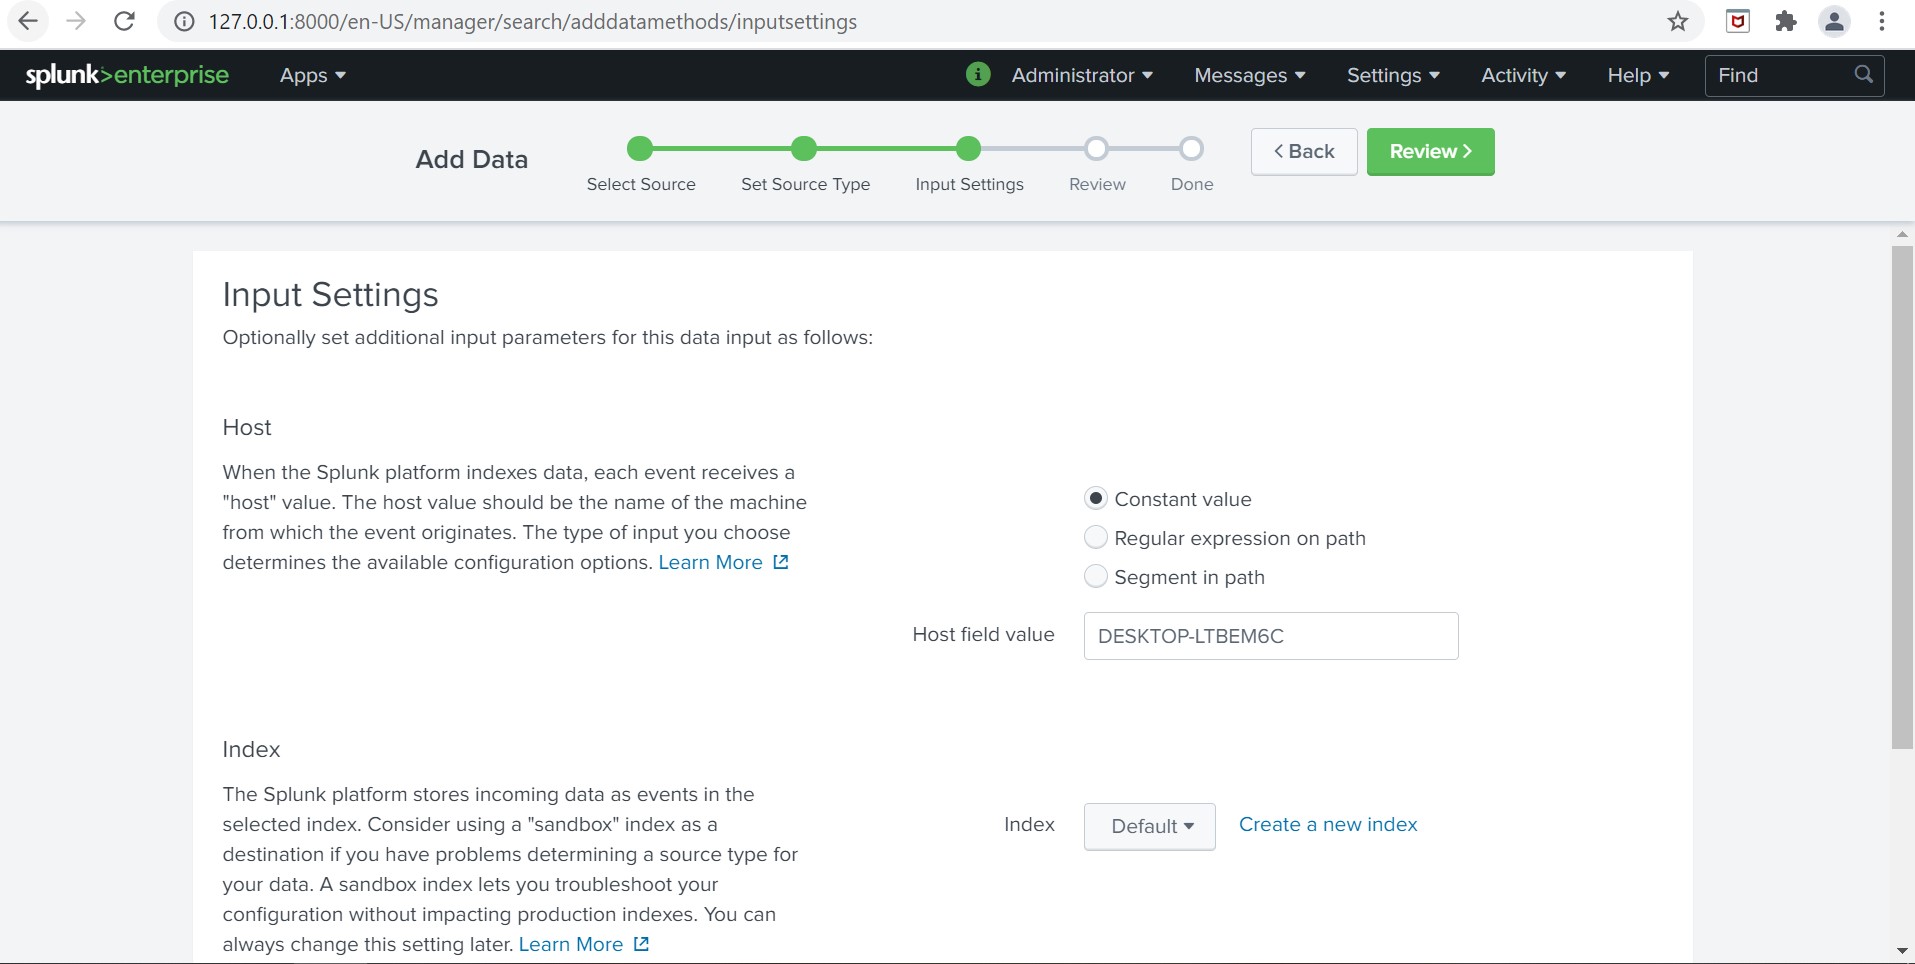 127.0.0.1:8000/en-US/manager/search/adddatamethods/inputsettings
splunk>enterprise Apps Administrator Messages Settings Activity Help Find
Add Data
Select Source Set Source Type Input Settings Review Done
< Back Review >
Input Settings
Optionally set additional input parameters for this data input as follows:
Host
When the Splunk platform indexes data, each event receives a
"host" value. The host value should be the name of the machine
from which the event originates. The type of input you choose
determines the available configuration options. Learn More
Constant value
Regular expression on path
Segment in path
Host field value DESKTOP-LTBEM6C
Index
The Splunk platform stores incoming data as events in the
selected index. Consider using a "sandbox" index as a
destination if you have problems determining a source type for
your data. A sandbox index lets you troubleshoot your
configuration without impacting production indexes. You can
always change this setting later. Learn More
Index Default Create a new index